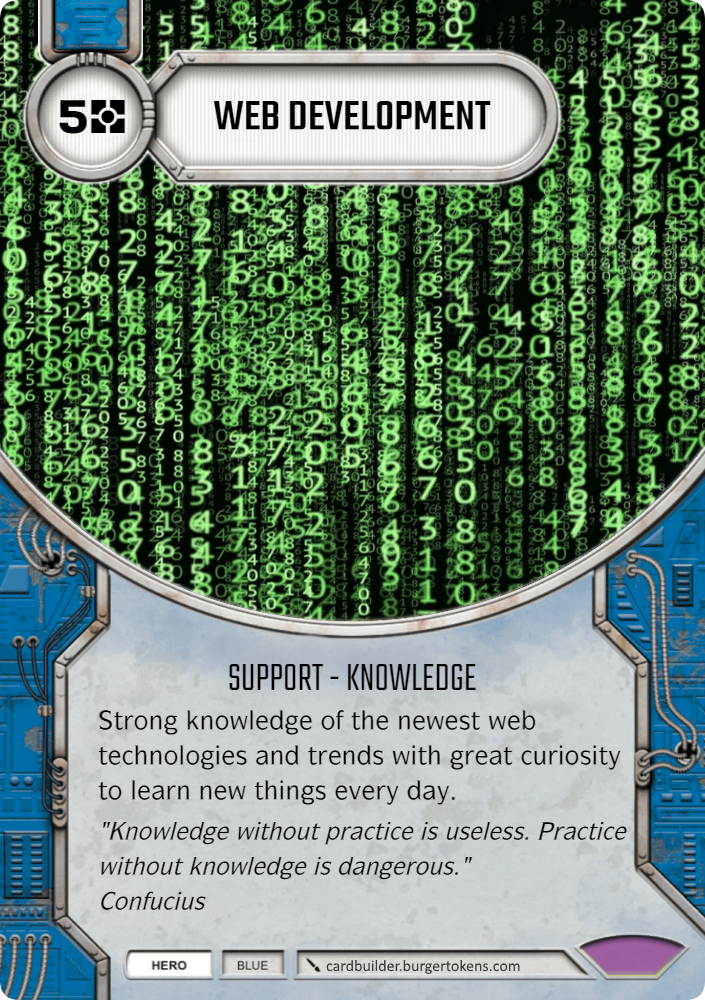 5
WEB DEVELOPMENT
SUPPORT - KNOWLEDGE
Strong knowledge of the newest web
technologies and trends with great curiosity
to learn new things every day.
"Knowledge without practice is useless. Practice
without knowledge is dangerous."
Confucius
HERO
BLUE
cardbuilder.burgertokens.com